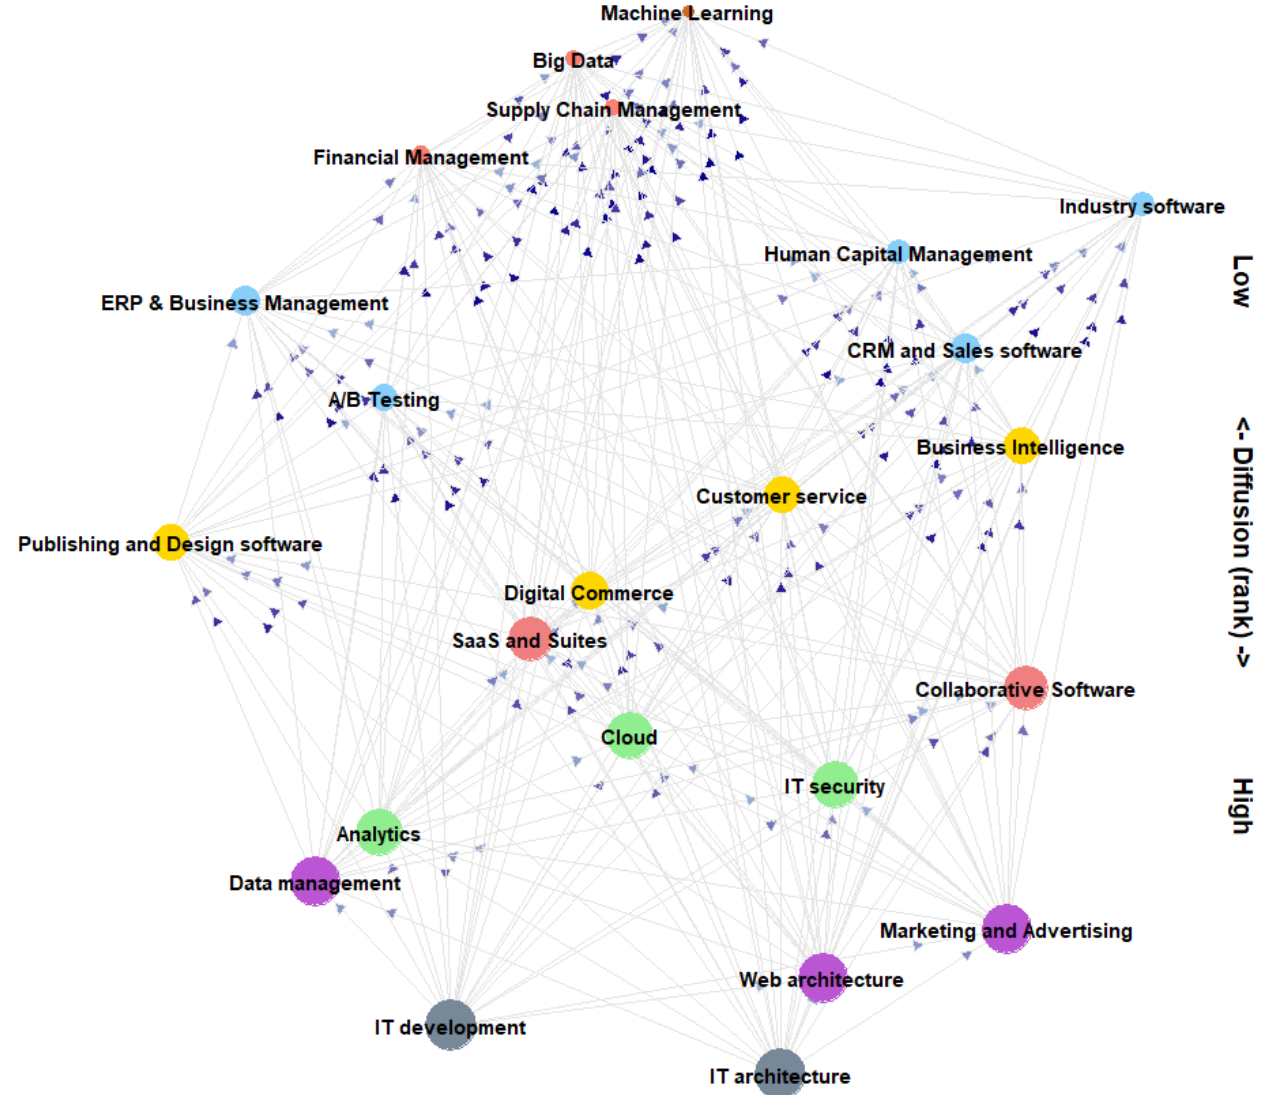 Machine Learning
Big Data
Supply Chain Management
Financial Management
Industry software
Human Capital Management
Low
ERP & Business Management
CRM and Sales software
A/B Testing
Business Intelligence
Customer service
<- Diffusion (rank) ->
Publishing and Design software
Digital Commerce
SaaS and Suites
Collaborative Software
Cloud
IT security
High
Analytics
Data management
Marketing and Advertising
Web architecture
IT development
IT architecture